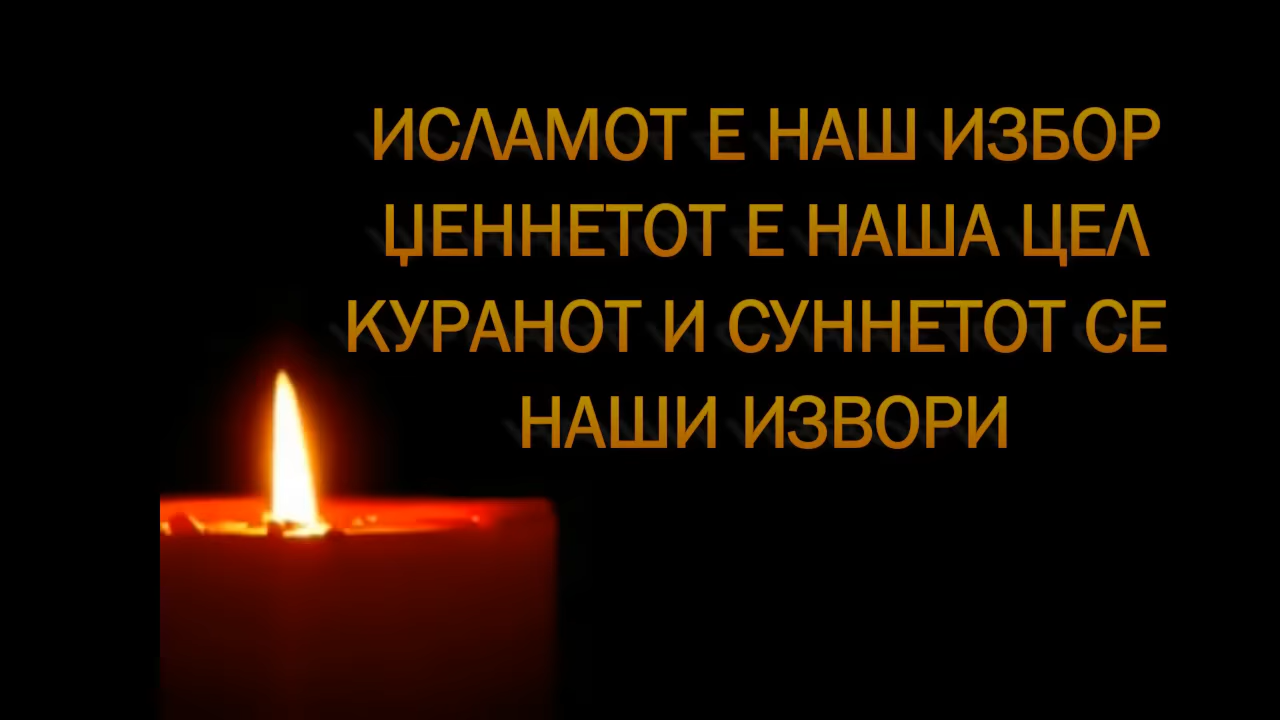 ИСЛАМОТ Е НАШ ИЗБОР
ЏЕННЕТОТ Е НАША ЦЕЛ
КУРАНОТ И СУННЕТОТ СЕ
НАШИ ИЗВОРИ